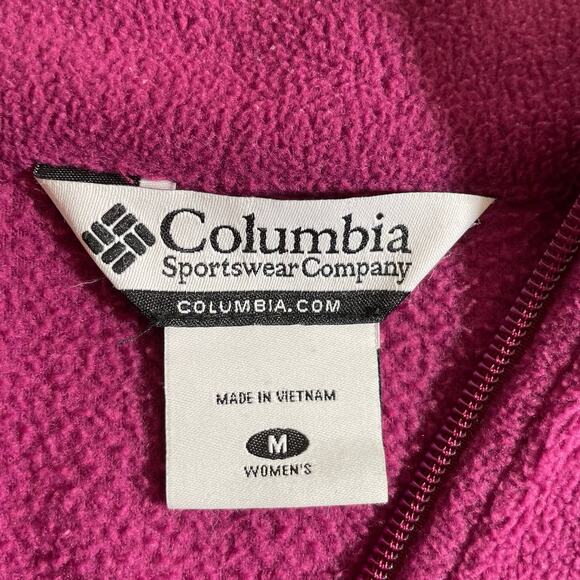 Columbia
Sportswear Company
COLUMBIA.COM
MADE IN VIETNAM
M
WOMEN'S